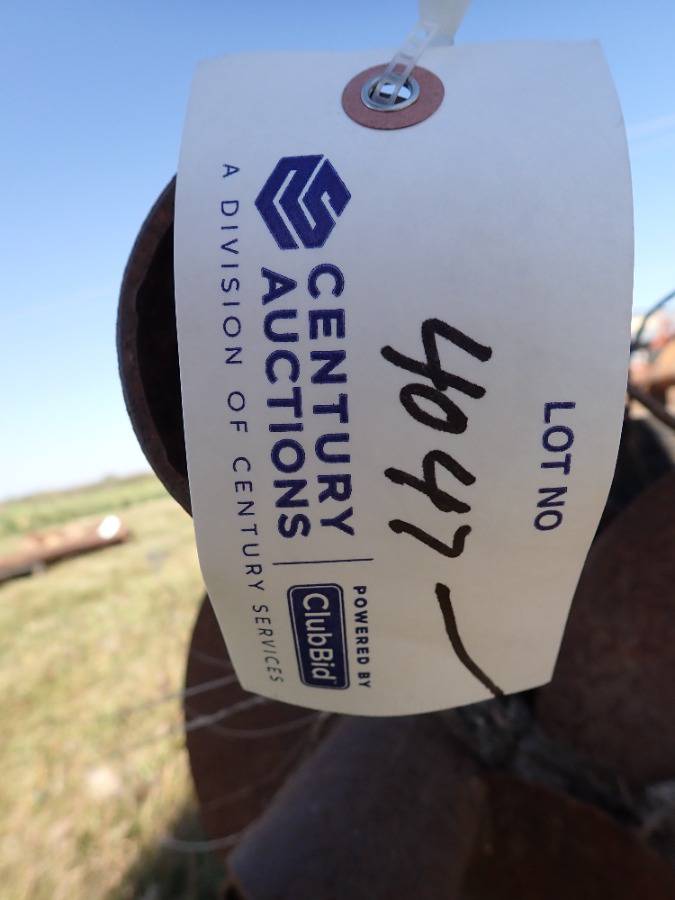 LOT NO
4047
CENTURY
AUCTIONS
POWERED BY
ClubBid
A DIVISION OF CENTURY SERVICES